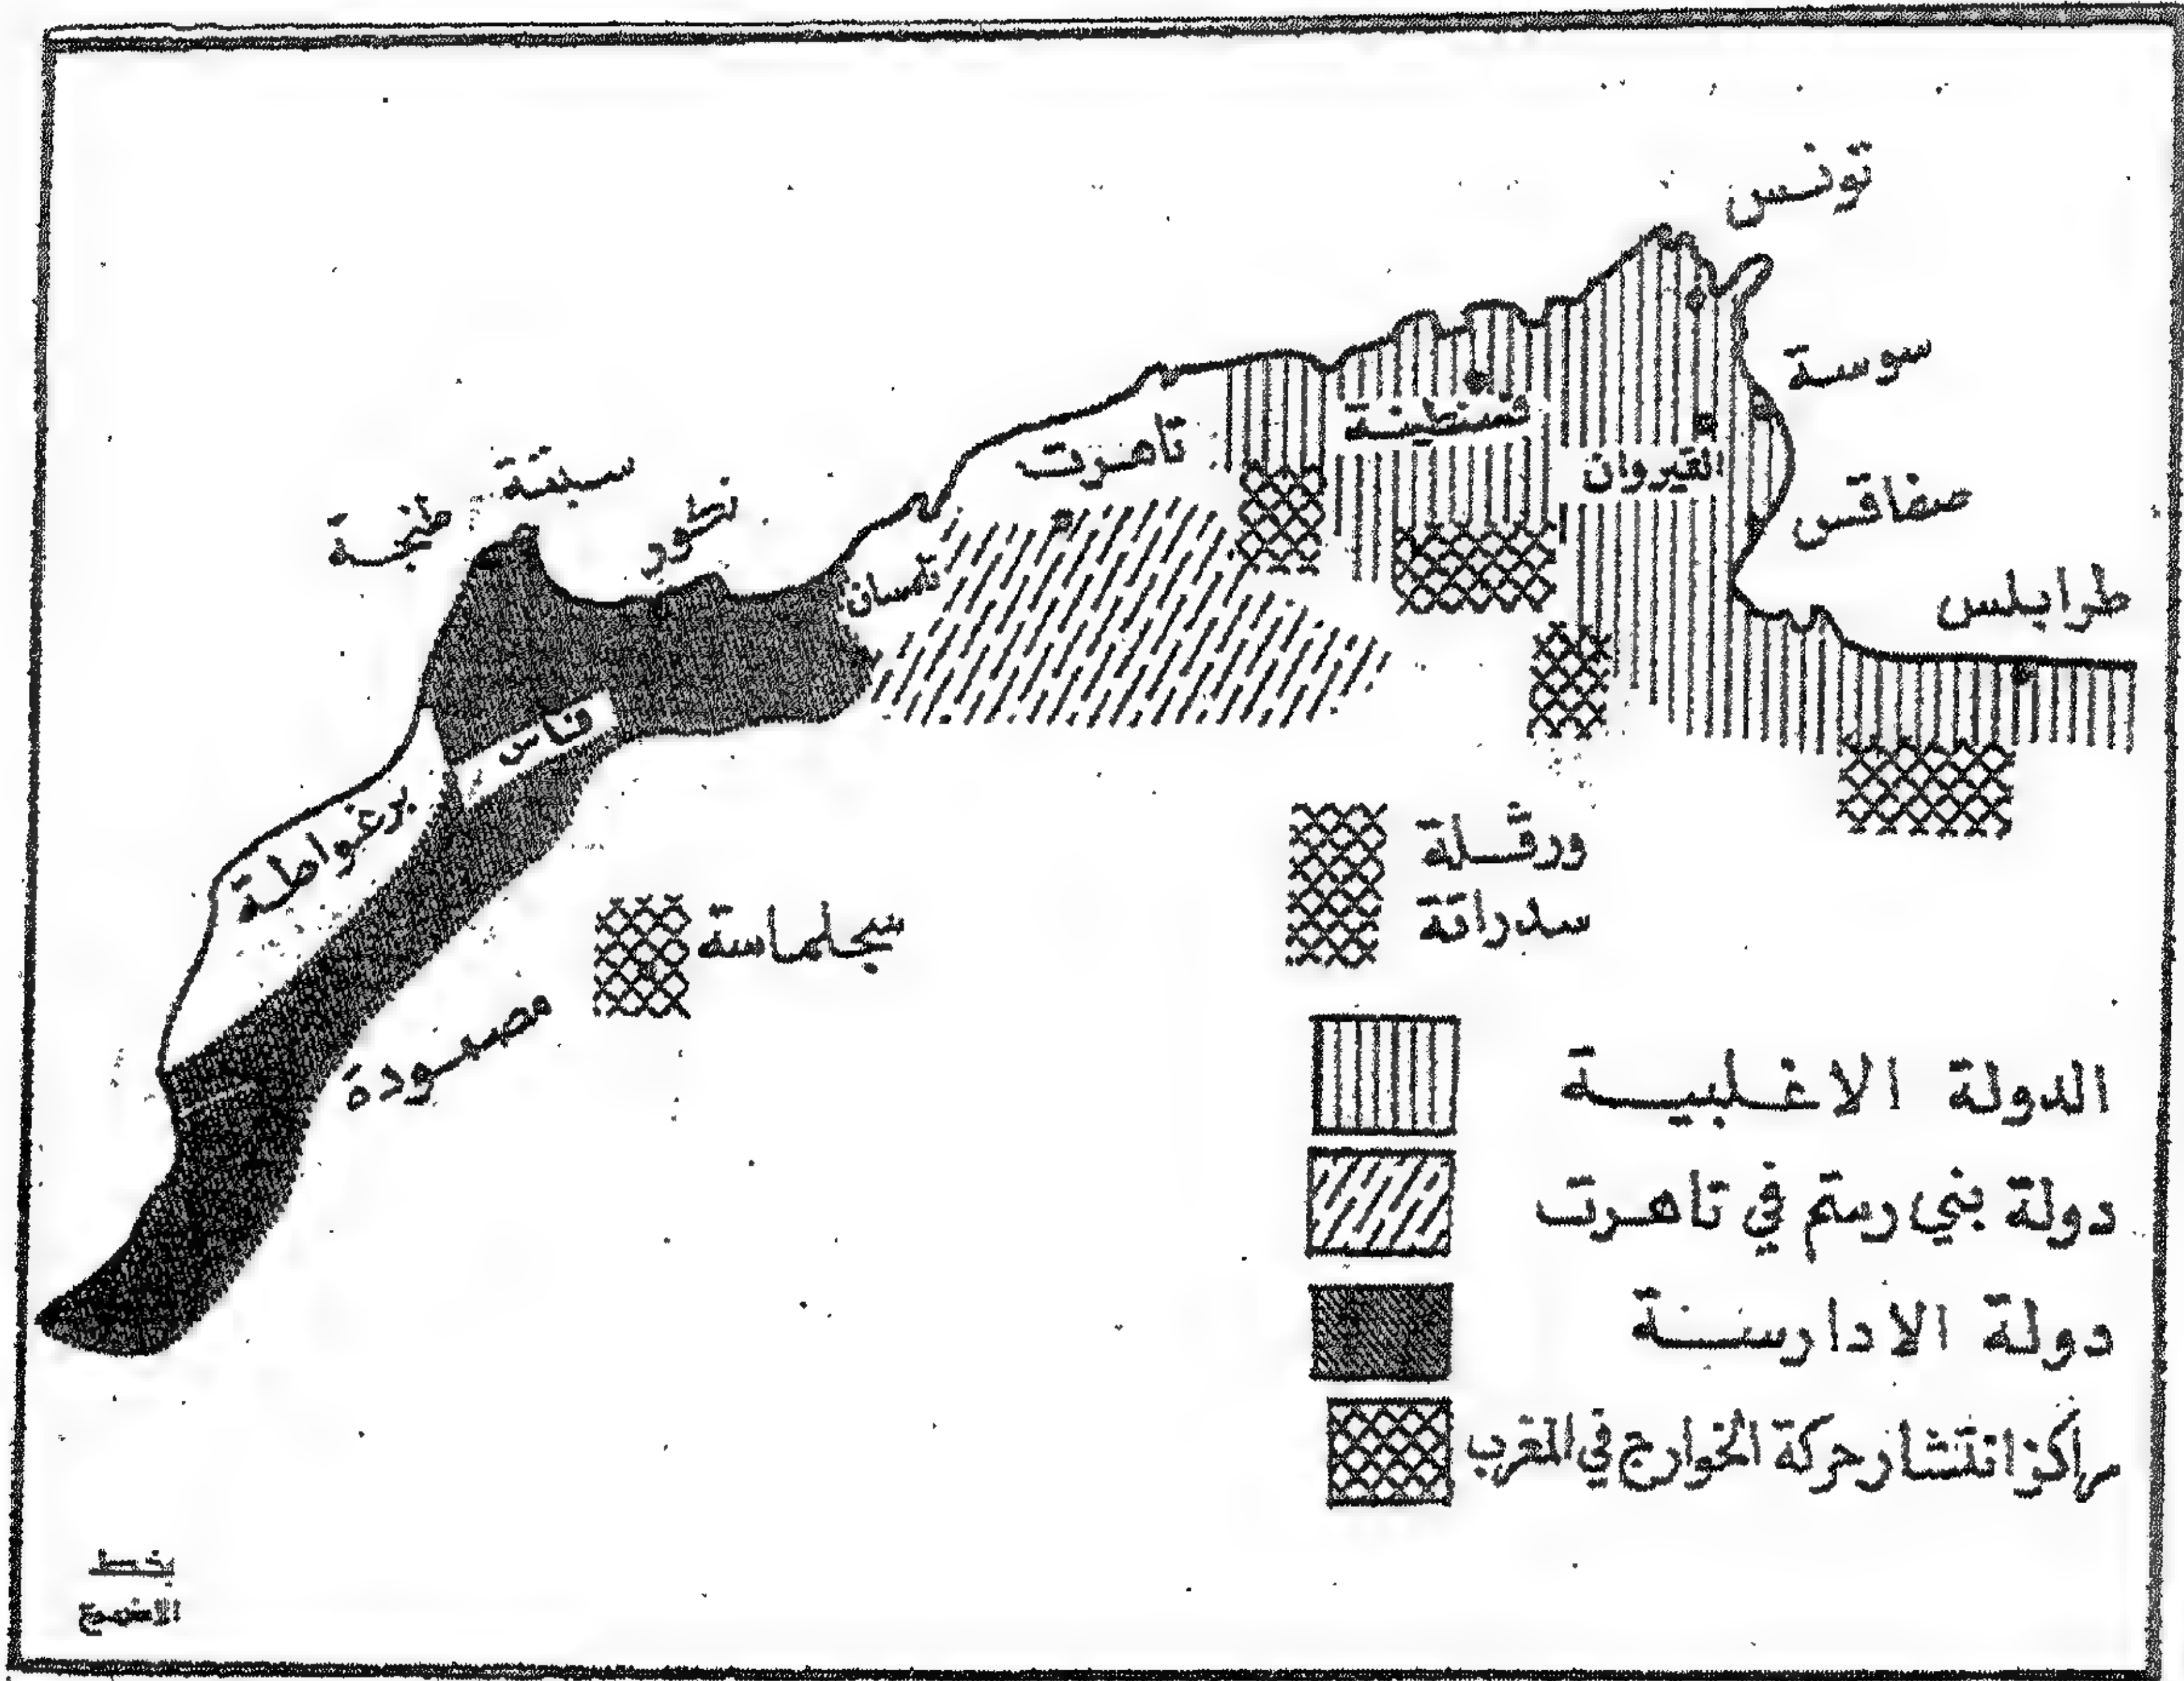 تونس
سوسة
قسنطينة
تاهرت
القيروان
صفاقس
سبتة
طنجة
نكور
طرابلس
فاس
برغواطة
ورقلة
سدراتة
سجلماسة
مصمودة
الدولة الاغلبية
دولة بني رستم في تاهرت
دولة الادارسة
مراكز انتشار حركة الخوارج في المغرب
خط